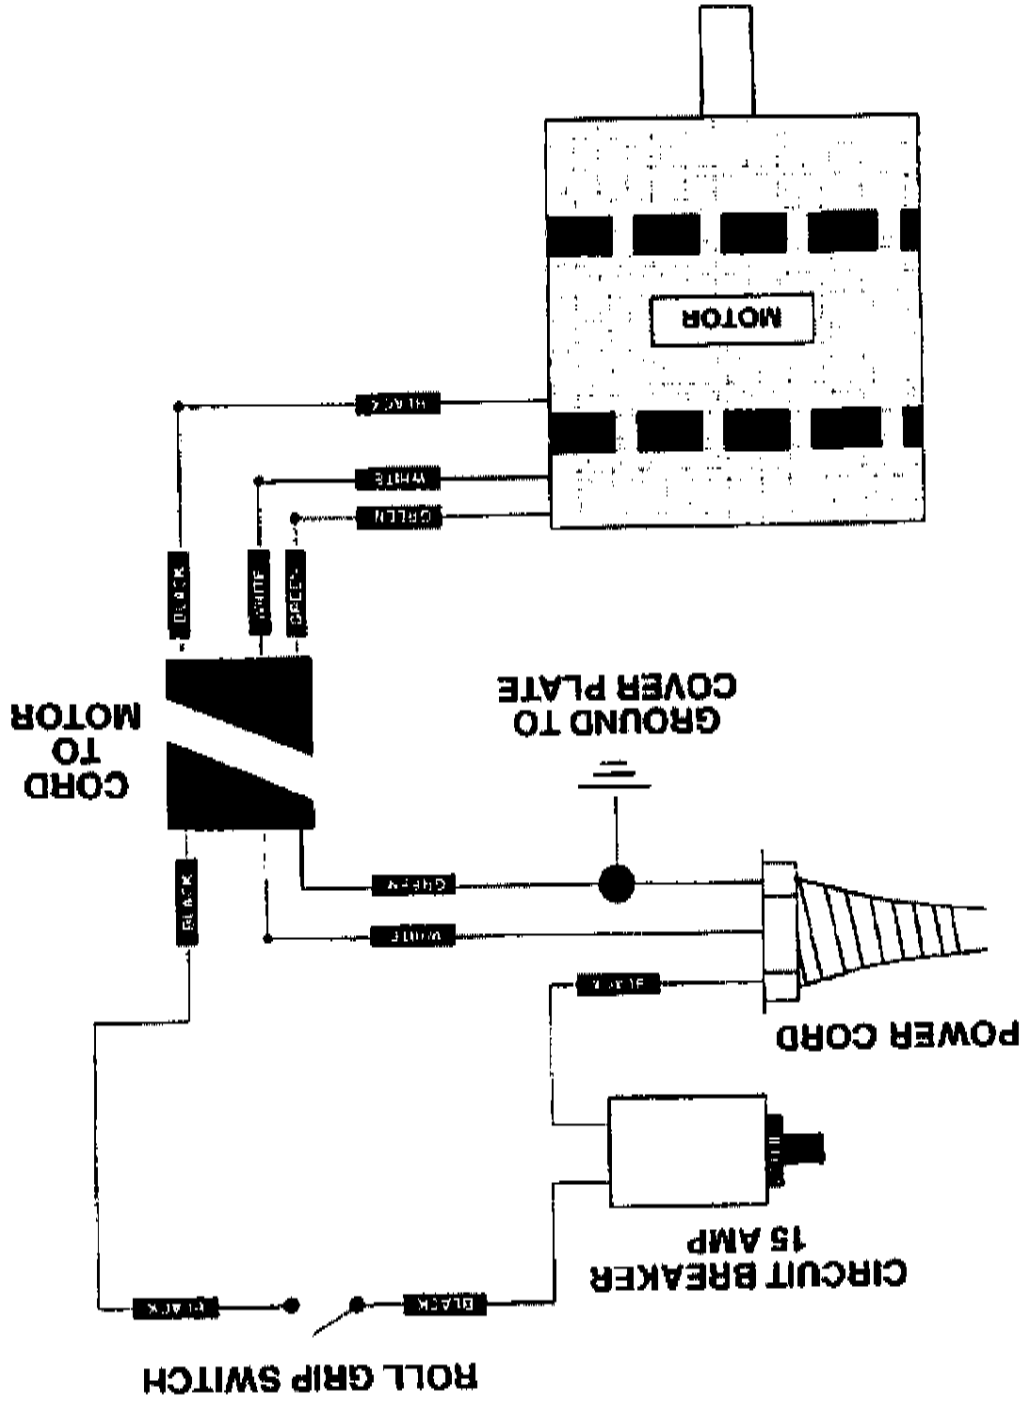 ROLL GRIP SWITCH
BLACK
BLACK
CIRCUIT BREAKER
15 AMP
POWER CORD
BLACK
WHITE
GREEN
BLACK
GROUND TO
COVER PLATE
CORD
TO
MOTOR
GREEN
WHITE
BLACK
GREEN
WHITE
BLACK
MOTOR